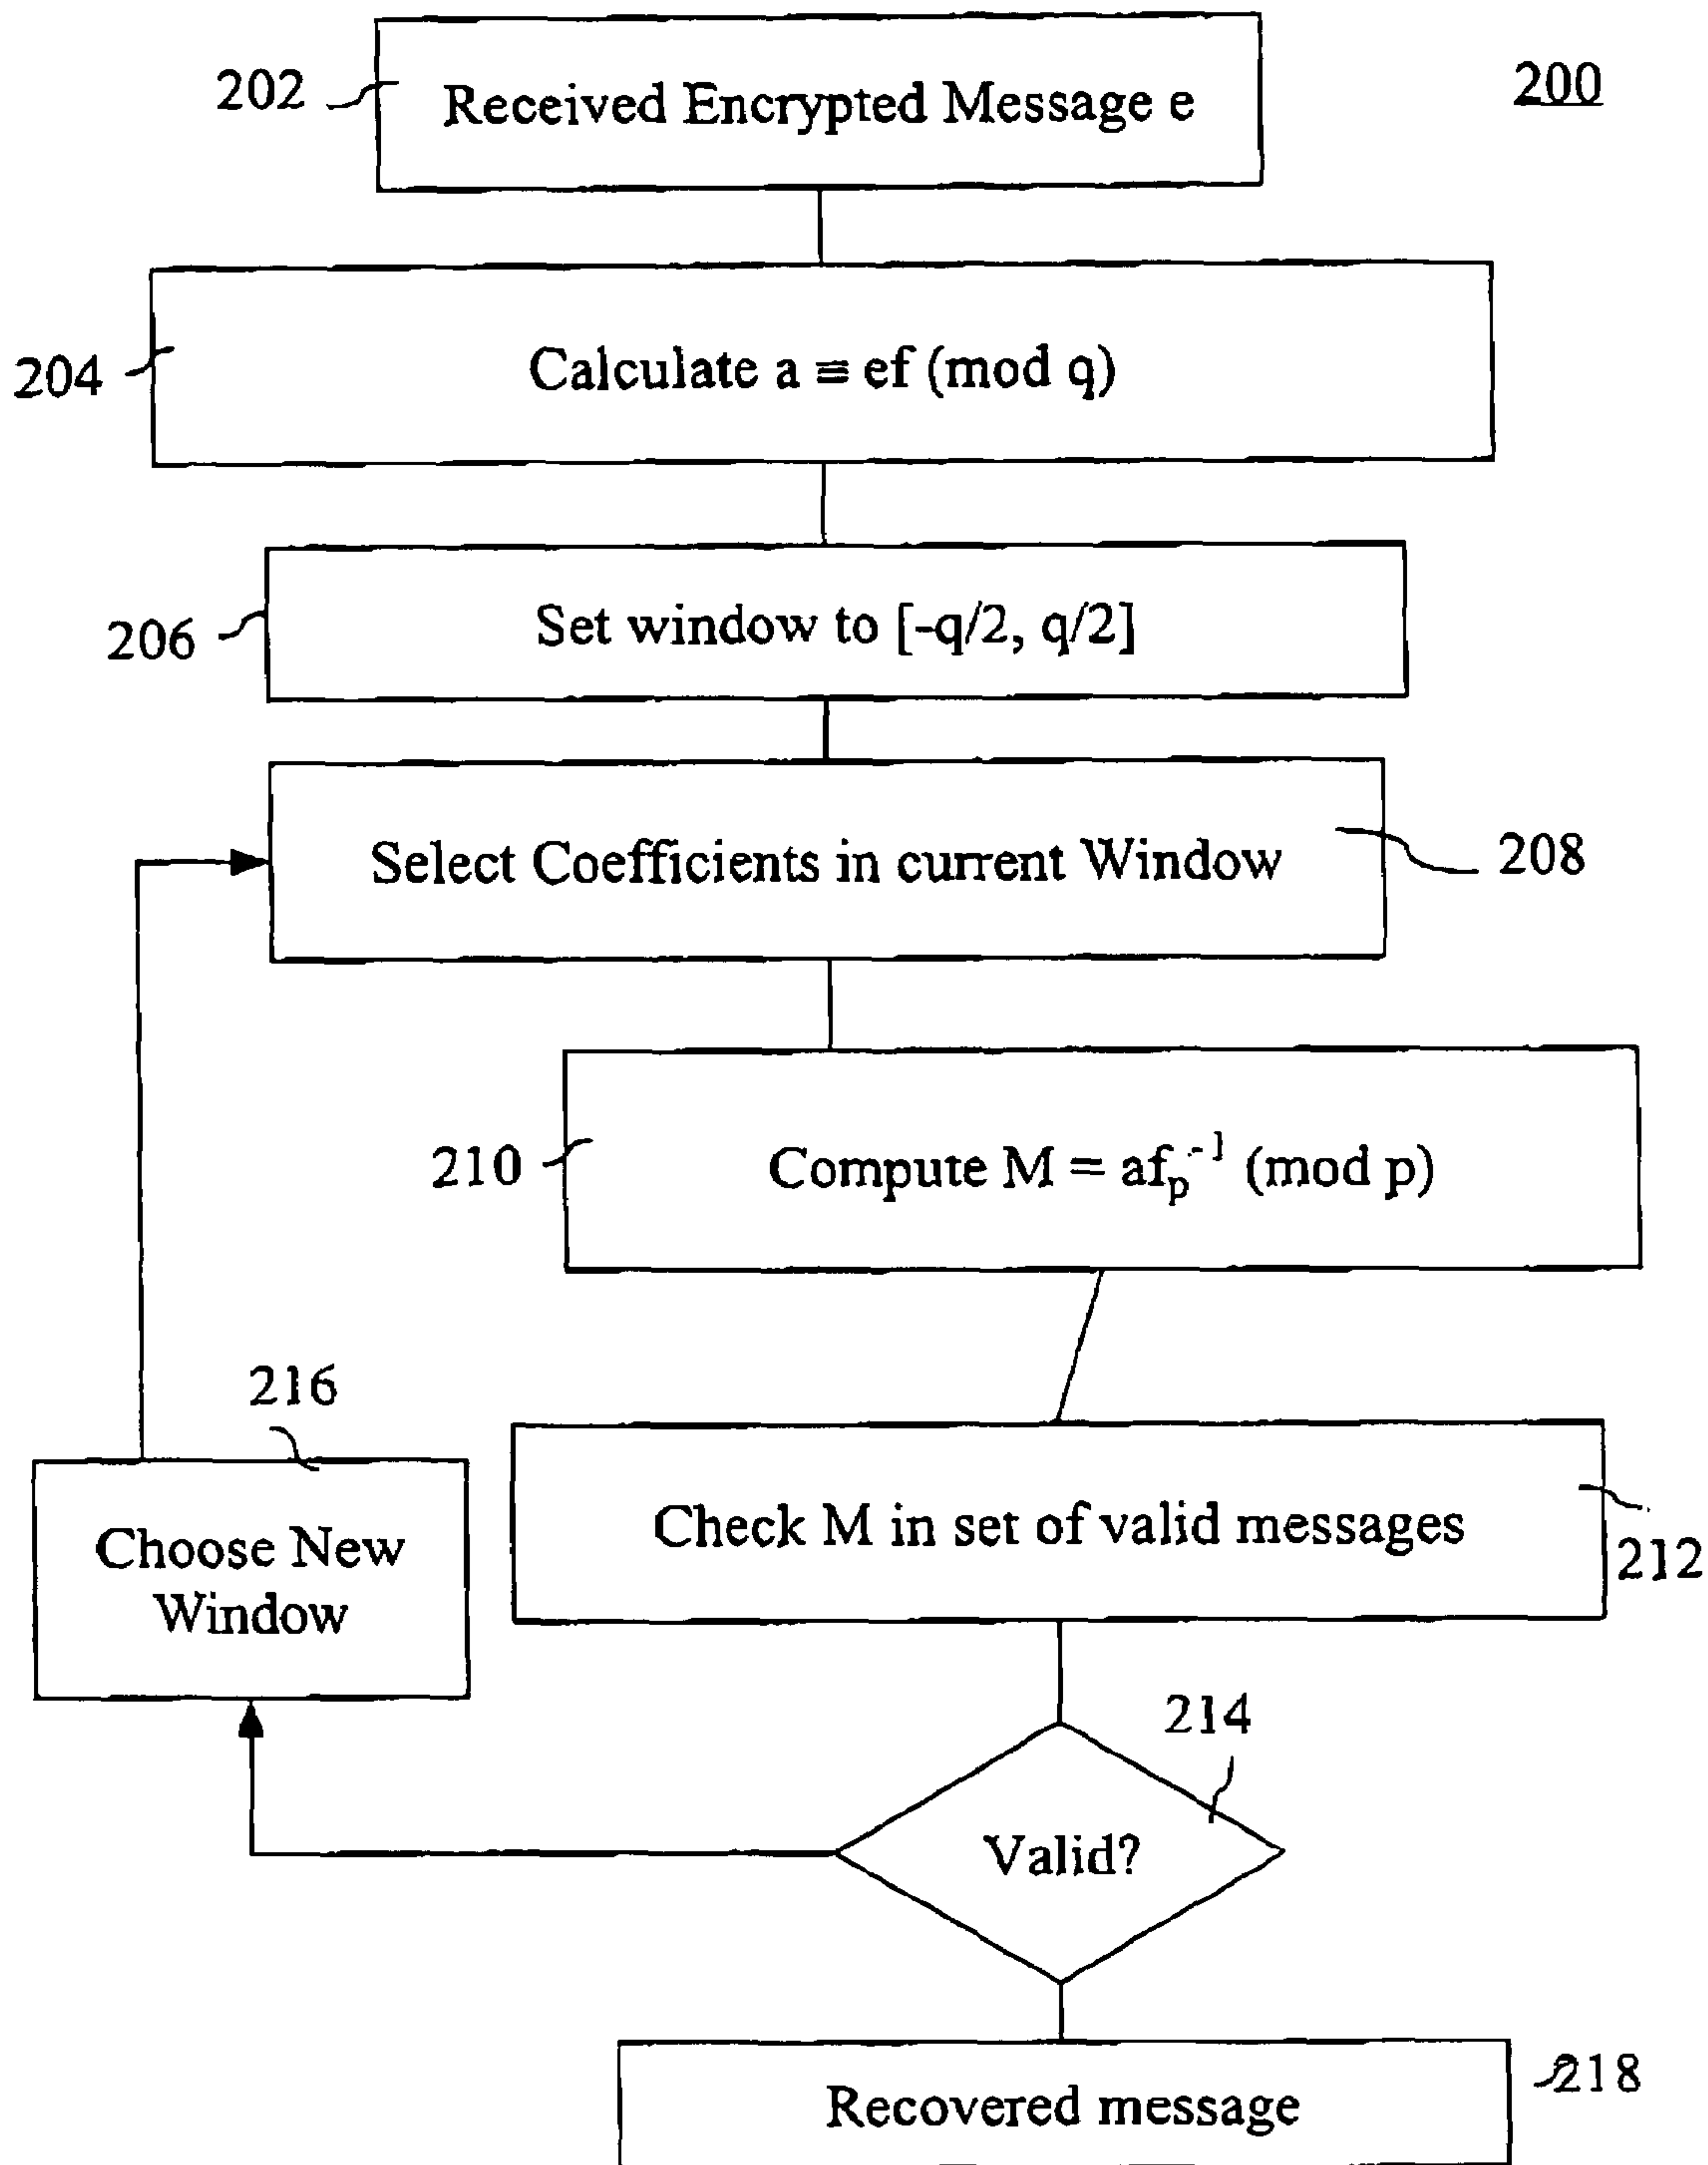 200
202
Received Encrypted Message e
204
Calculate a ≡ ef (mod q)
206
Set window to [-q/2, q/2]
208
Select Coefficients in current Window
210
Compute M = af_p^-1 (mod p)
216
Choose New
Window
212
Check M in set of valid messages
214
Valid?
218
Recovered message